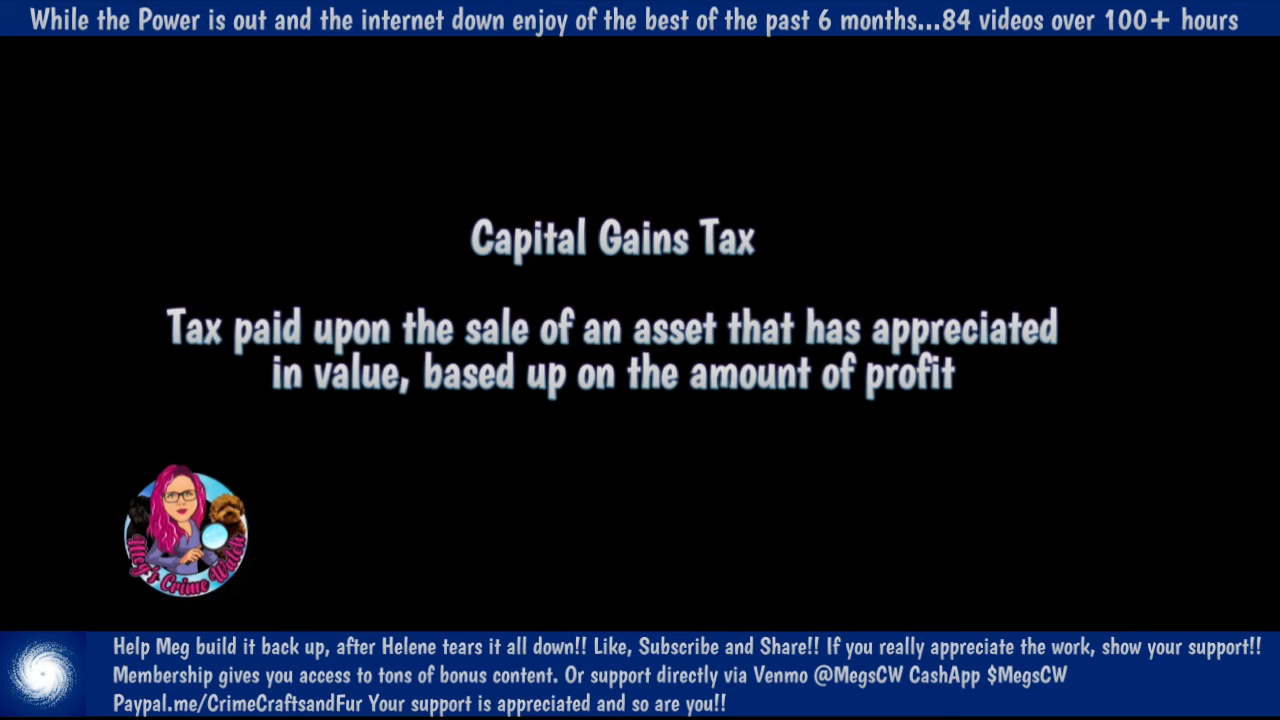 While the Power is out and the internet down enjoy of the best of the past 6 months...84 videos over 100+ hours
Capital Gains Tax
Tax paid upon the sale of an asset that has appreciated
in value, based up on the amount of profit
Meg's Crime Watch
Help Meg build it back up, after Helene tears it all down!! Like, Subscribe and Share!! If you really appreciate the work, show your support!!
Membership gives you access to tons of bonus content. Or support directly via Venmo @MegsCW CashApp $MegsCW
Paypal.me/CrimeCraftsandFur Your support is appreciated and so are you!!